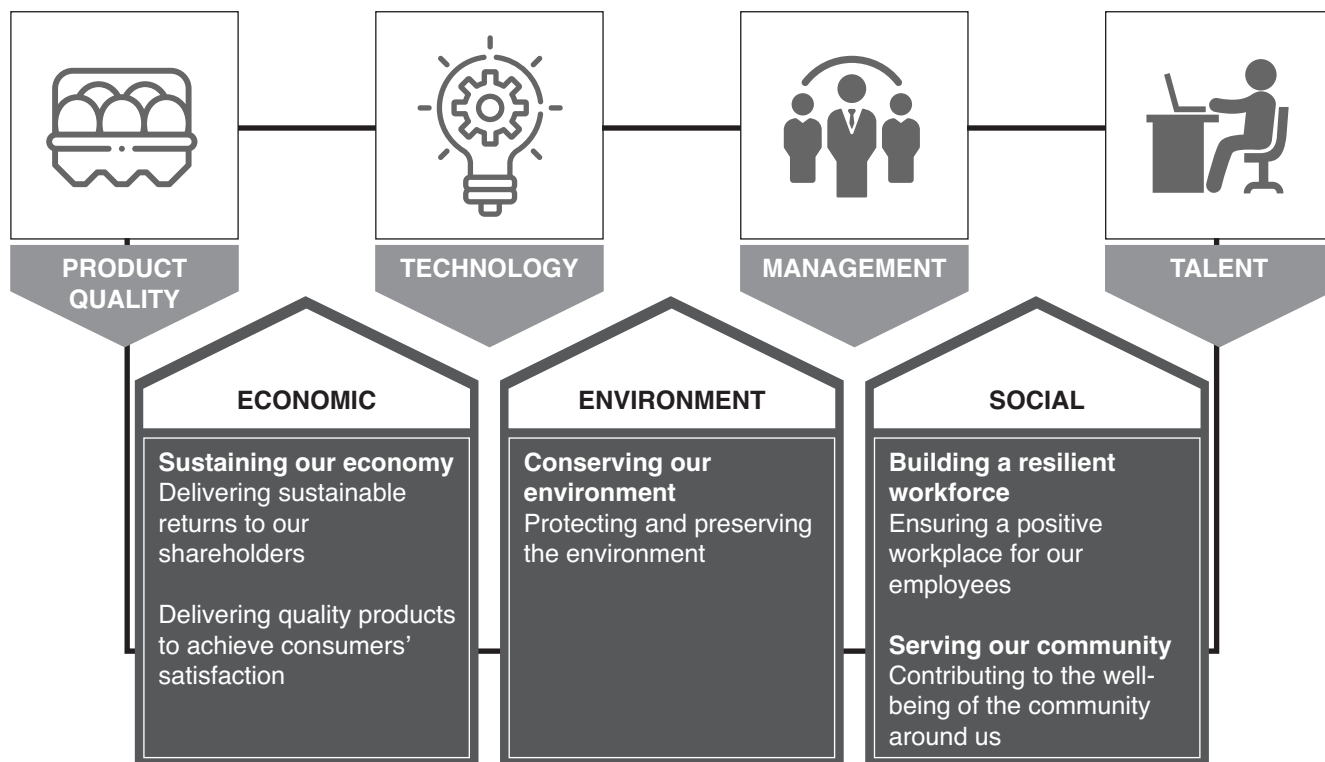 PRODUCT
QUALITY
TECHNOLOGY
MANAGEMENT
TALENT
ECONOMIC
Sustaining our economy
Delivering sustainable
returns to our
shareholders
Delivering quality products
to achieve consumers’
satisfaction
ENVIRONMENT
Conserving our
environment
Protecting and preserving
the environment
SOCIAL
Building a resilient
workforce
Ensuring a positive
workplace for our
employees
Serving our community
Contributing to the well-
being of the community
around us